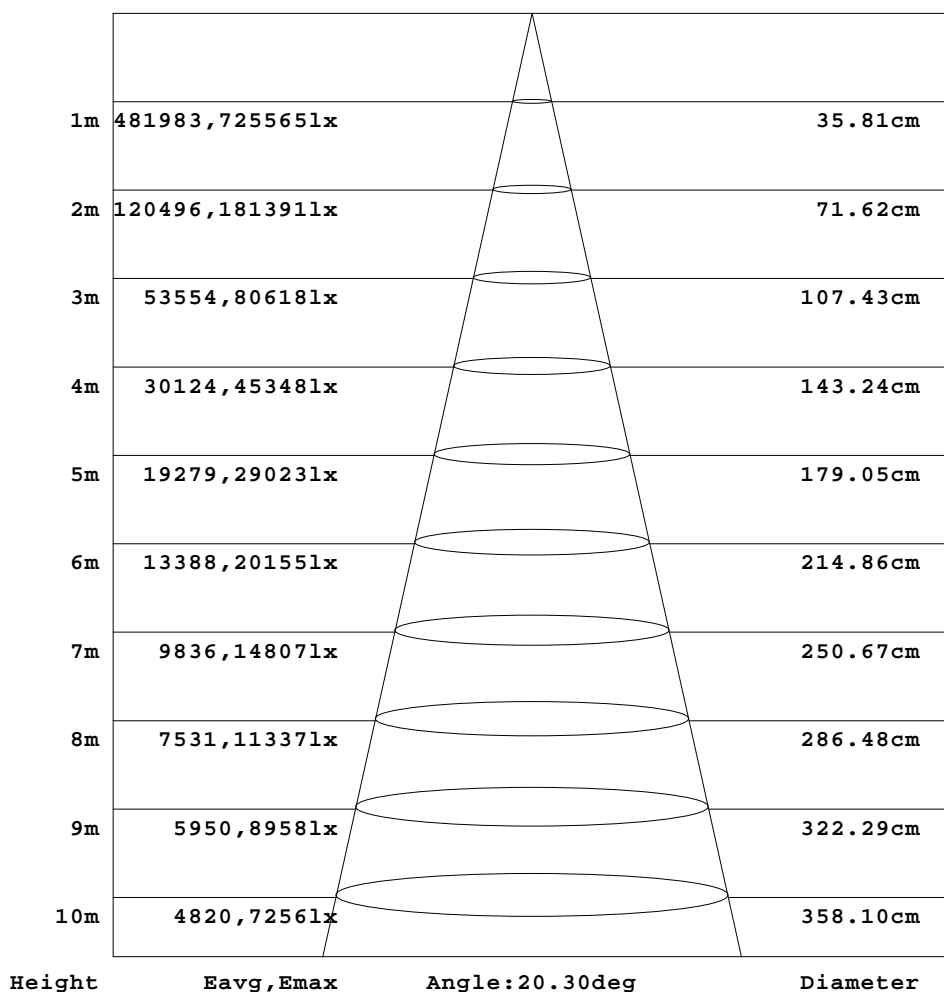 1m 481983,725565lx 35.81cm
2m 120496,181391lx 71.62cm
3m 53554,80618lx 107.43cm
4m 30124,45348lx 143.24cm
5m 19279,29023lx 179.05cm
6m 13388,20155lx 214.86cm
7m 9836,14807lx 250.67cm
8m 7531,11337lx 286.48cm
9m 5950,8958lx 322.29cm
10m 4820,7256lx 358.10cm
Height Eavg,Emax Angle:20.30deg Diameter